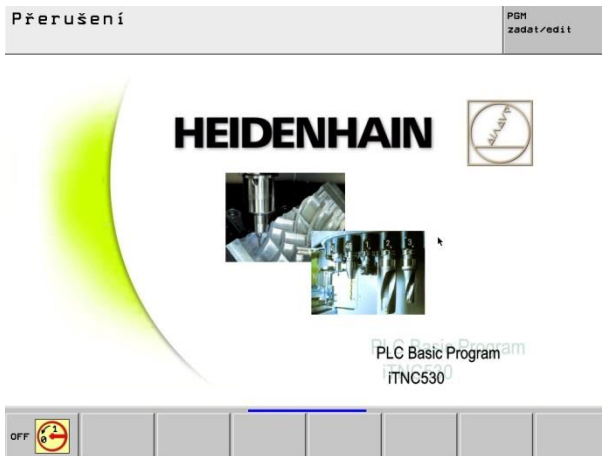 Přerušení
PGM
zadat/edit
HEIDENHAIN
PLC Basic Program
iTNC530
OFF